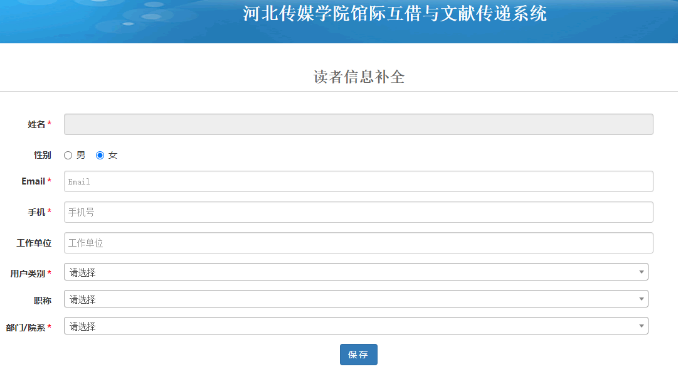 河北传媒学院馆际互借与文献传递系统
读者信息补全
姓名 *
性别 男 女
Email * Email
手机 * 手机号
工作单位 工作单位
用户类别 * 请选择
职称 请选择
部门/院系 * 请选择
保存